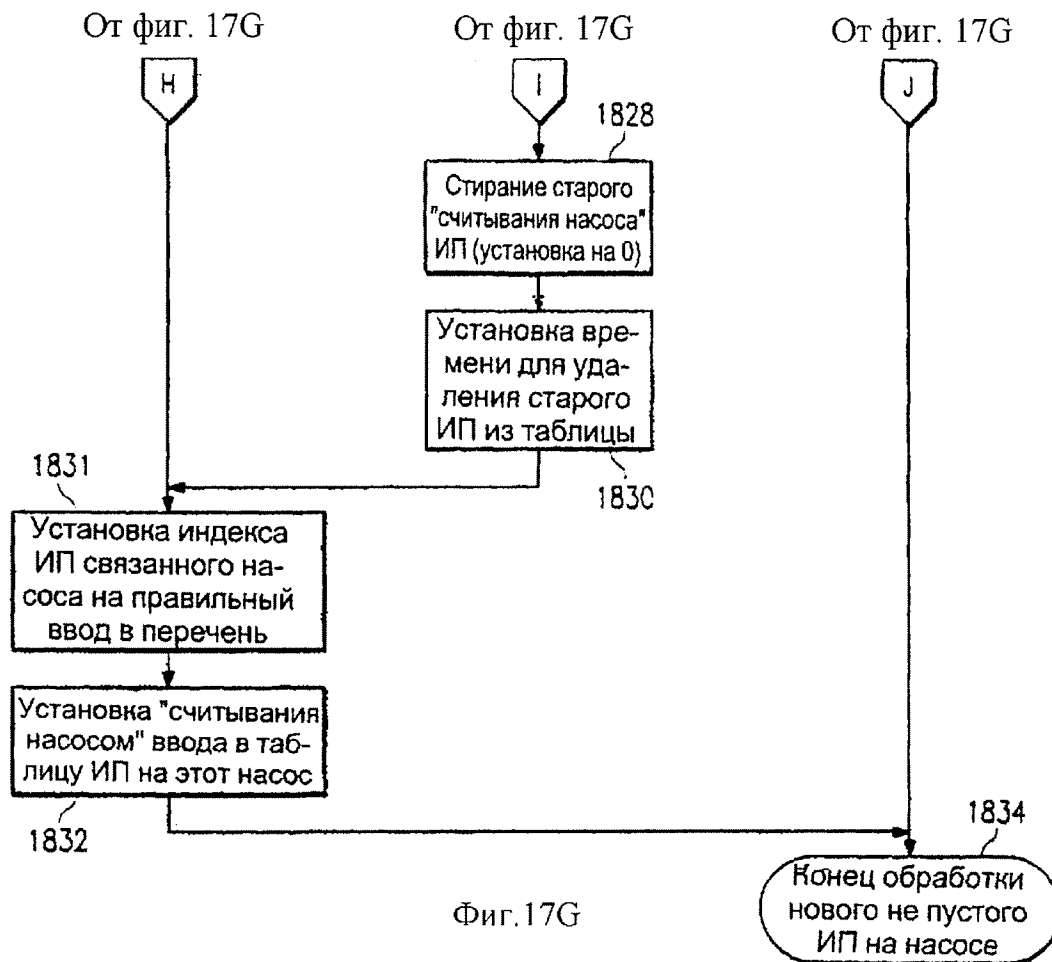 От фиг. 17G
От фиг. 17G
От фиг. 17G
H
I
J
1828
Стирание старого
"считывания насоса"
ИП (установка на 0)
Установка вре-
мени для уда-
ления старого
ИП из таблицы
1830
1831
Установка индекса
ИП связанного на-
соса на правильный
ввод в перечень
Установка "считывания
насосом" ввода в таб-
лицу ИП на этот насос
1832
1834
Конец обработки
нового не пустого
ИП на насосе
Фиг.17G